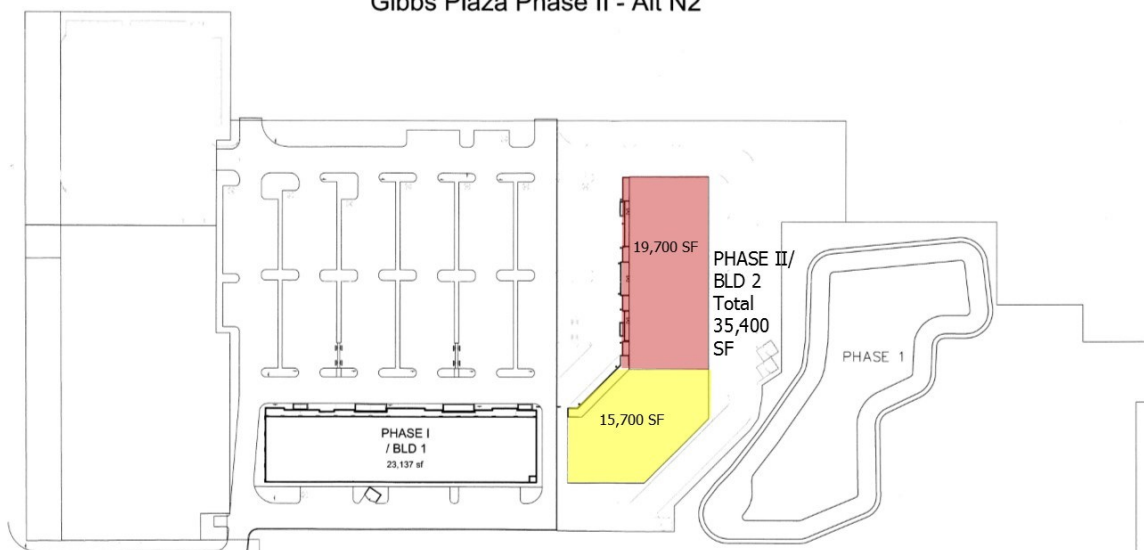 Gibbs Plaza Phase II - Alt N2
19,700 SF
PHASE II/
BLD 2
Total
35,400
SF
PHASE 1
15,700 SF
PHASE I
/ BLD 1
23,137 sf